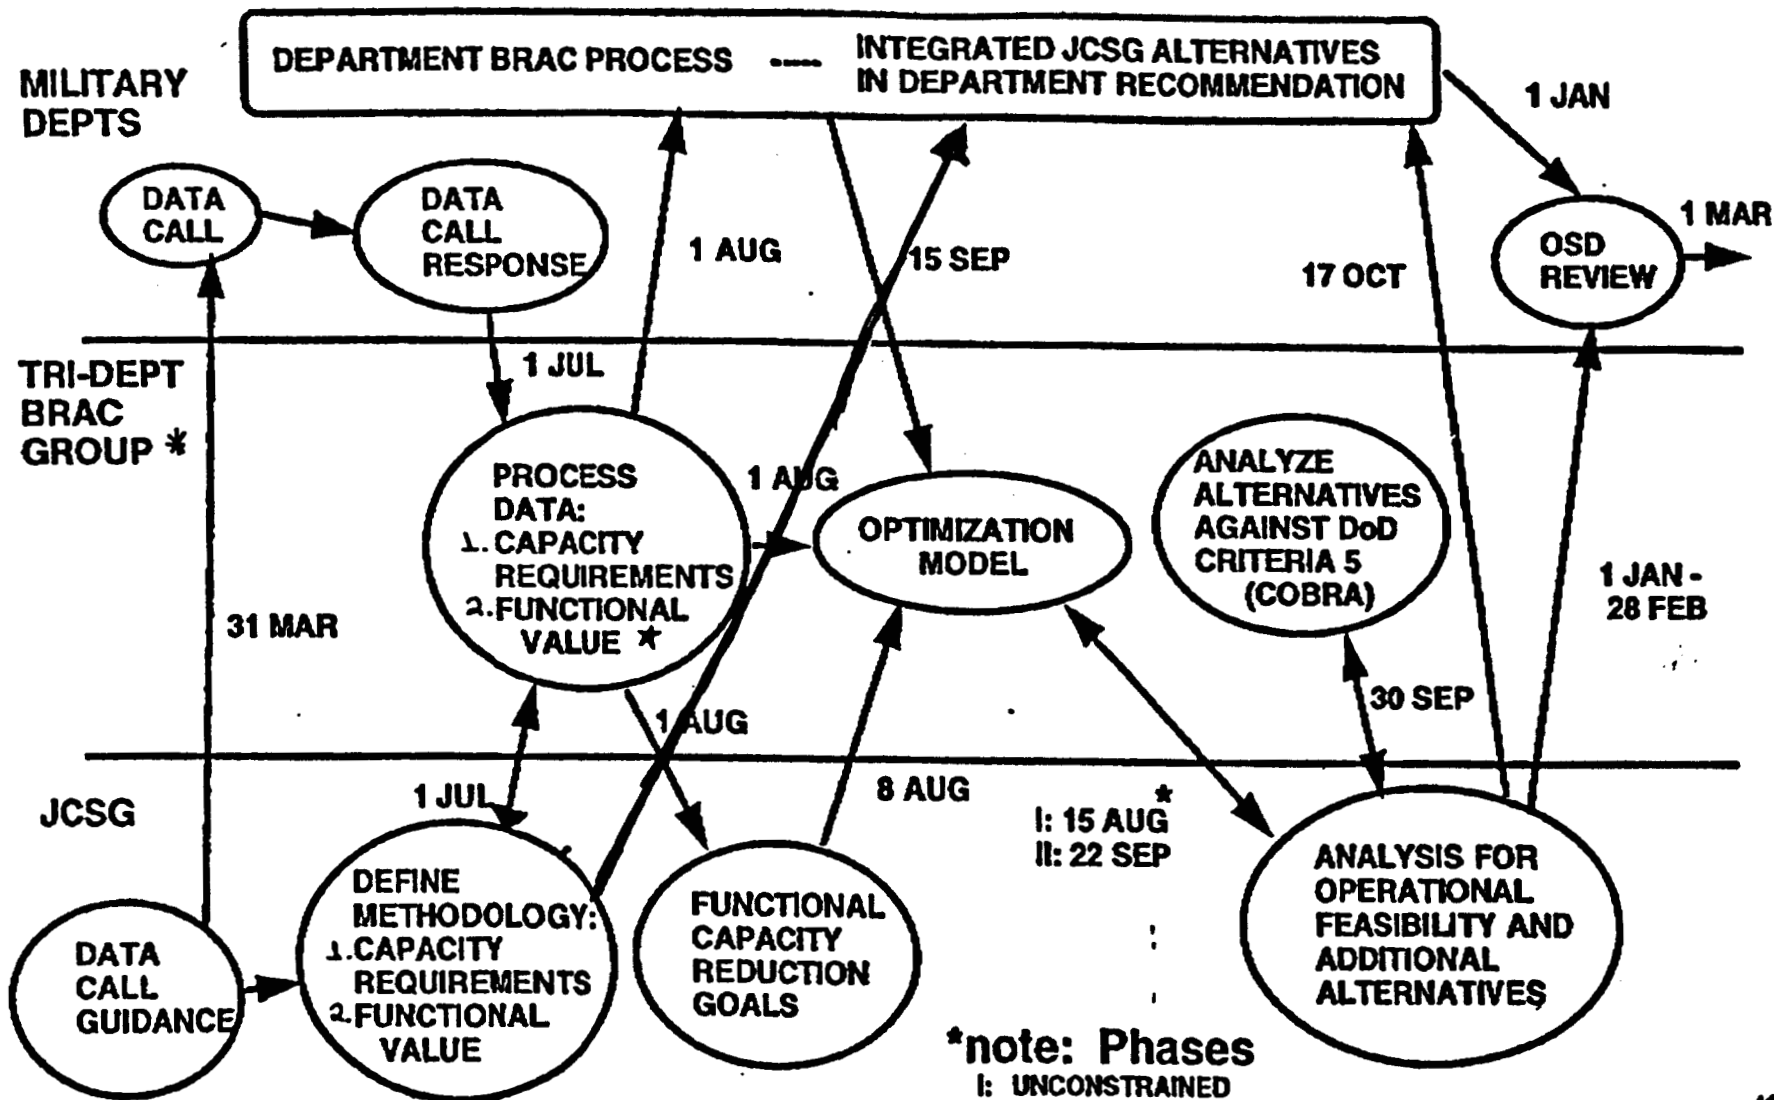 DEPARTMENT BRAC PROCESS ---- INTEGRATED JCSG ALTERNATIVES
IN DEPARTMENT RECOMMENDATION
MILITARY
DEPTS
1 JAN
DATA
CALL
DATA
CALL
RESPONSE
1 AUG
15 SEP
17 OCT
OSD
REVIEW
1 MAR
TRI-DEPT
BRAC
GROUP *
1 JUL
PROCESS
DATA:
1. CAPACITY
REQUIREMENTS
2. FUNCTIONAL
VALUE *
1 AUG
OPTIMIZATION
MODEL
ANALYZE
ALTERNATIVES
AGAINST DoD
CRITERIA 5
(COBRA)
1 JAN -
28 FEB
31 MAR
30 SEP
1 AUG
JCSG
1 JUL
8 AUG
*
I: 15 AUG
II: 22 SEP
DATA
CALL
GUIDANCE
DEFINE
METHODOLOGY:
1. CAPACITY
REQUIREMENTS
2. FUNCTIONAL
VALUE
FUNCTIONAL
CAPACITY
REDUCTION
GOALS
ANALYSIS FOR
OPERATIONAL
FEASIBILITY AND
ADDITIONAL
ALTERNATIVES
*note: Phases
I: UNCONSTRAINED